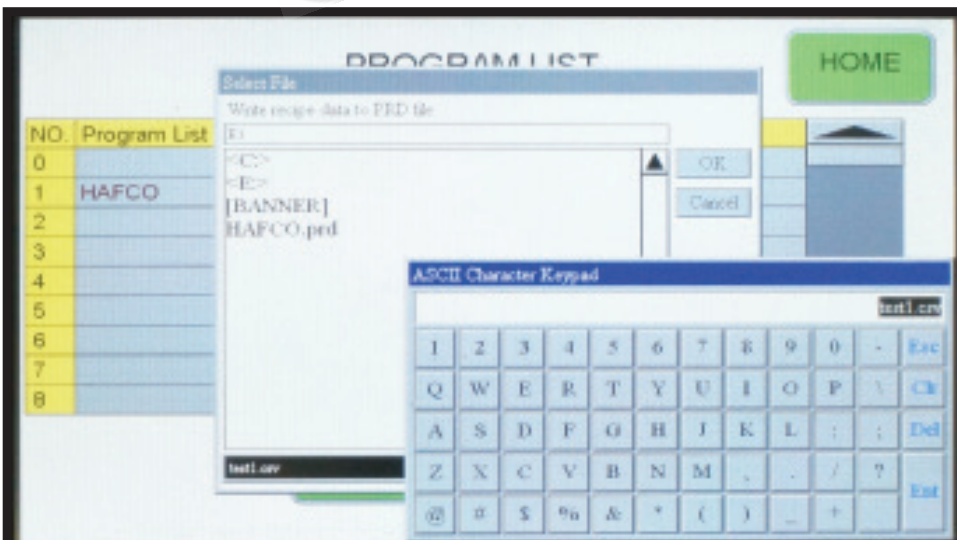 PROGRAM LIST
HOME
Select File
Write recipe data to PRD file
NO. Program List
E:
0
<C:>
OK
1 HAFCO
<E:>
[BANNER]
Cancel
2
HAFCO.prd
3
4
ASCII Character Keypad
5
test1.csv
6
1 2 3 4 5 6 7 8 9 0 - Esc
7
Q W E R T Y U I O P \ Clr
8
A S D F G H J K L : ; Del
test1.csv
Z X C V B N M , . / ? Ent
@ # $ % & * ( ) _ +